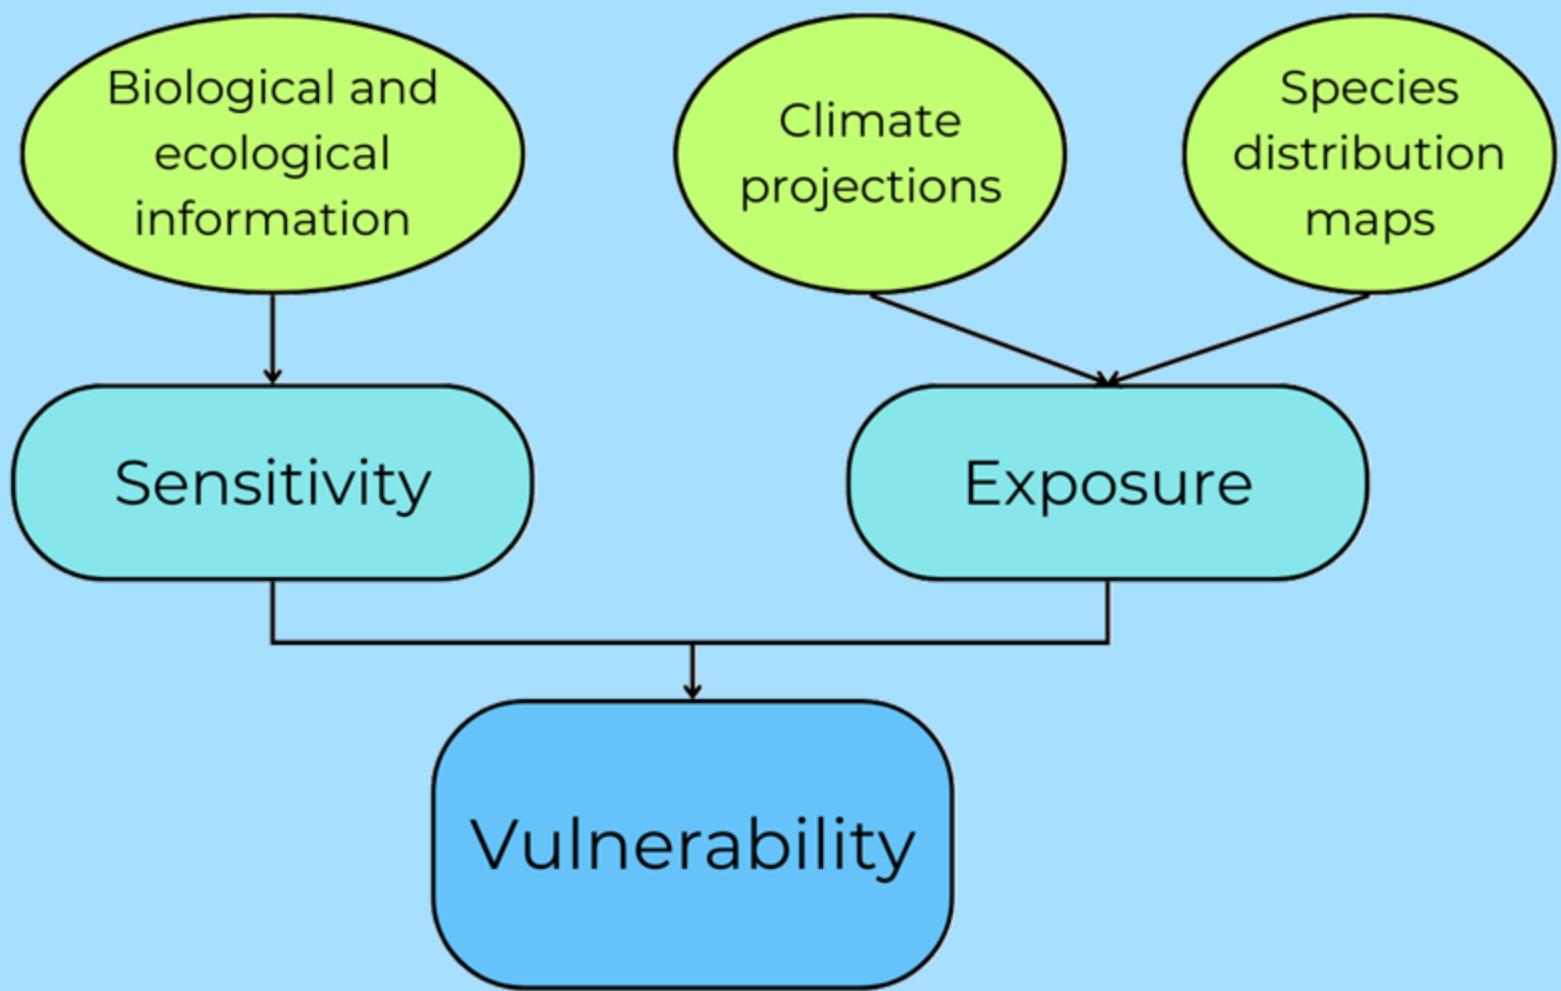 Biological and
ecological
information
Climate
projections
Species
distribution
maps
Sensitivity
Exposure
Vulnerability